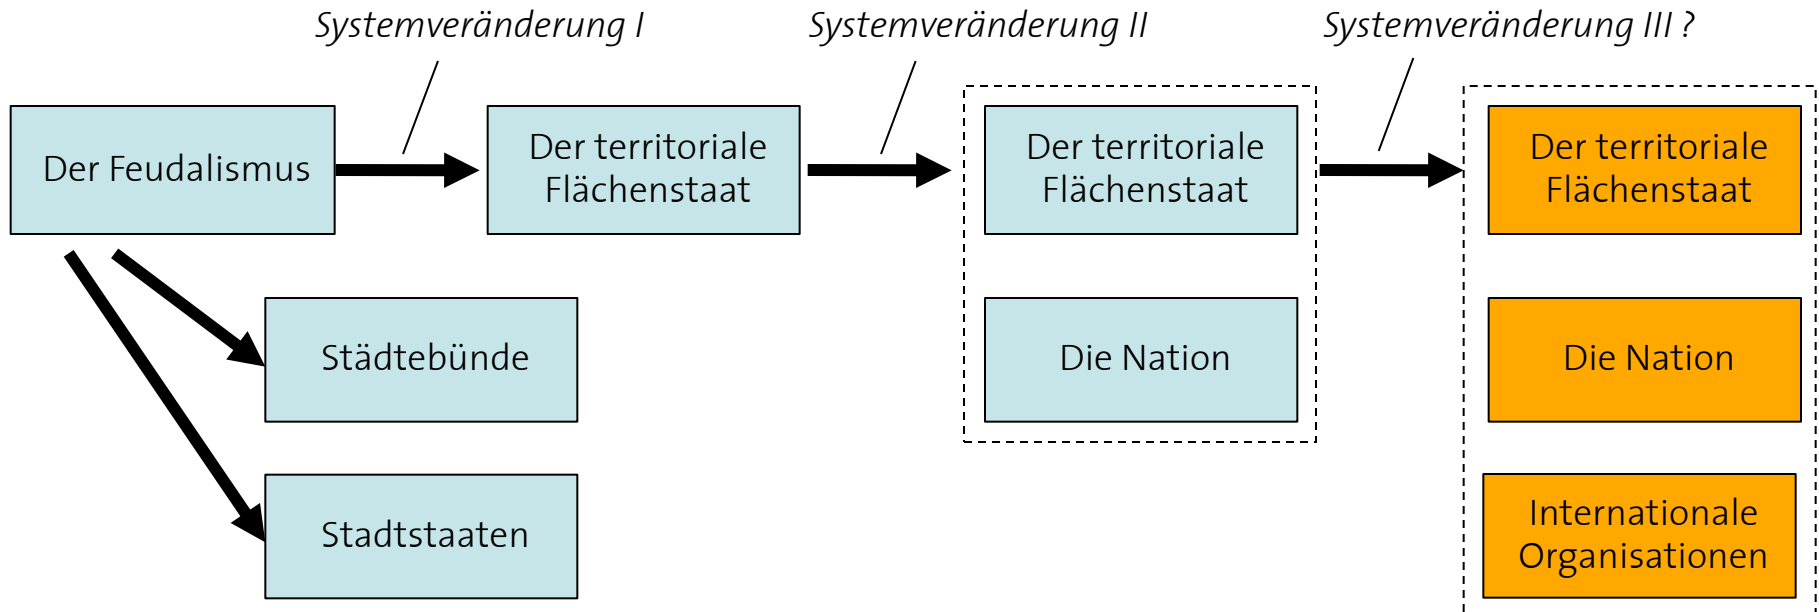 Systemveränderung I
Systemveränderung II
Systemveränderung III ?
Der Feudalismus
Der territoriale
Flächenstaat
Der territoriale
Flächenstaat
Der territoriale
Flächenstaat
Städtebünde
Die Nation
Die Nation
Stadtstaaten
Internationale
Organisationen